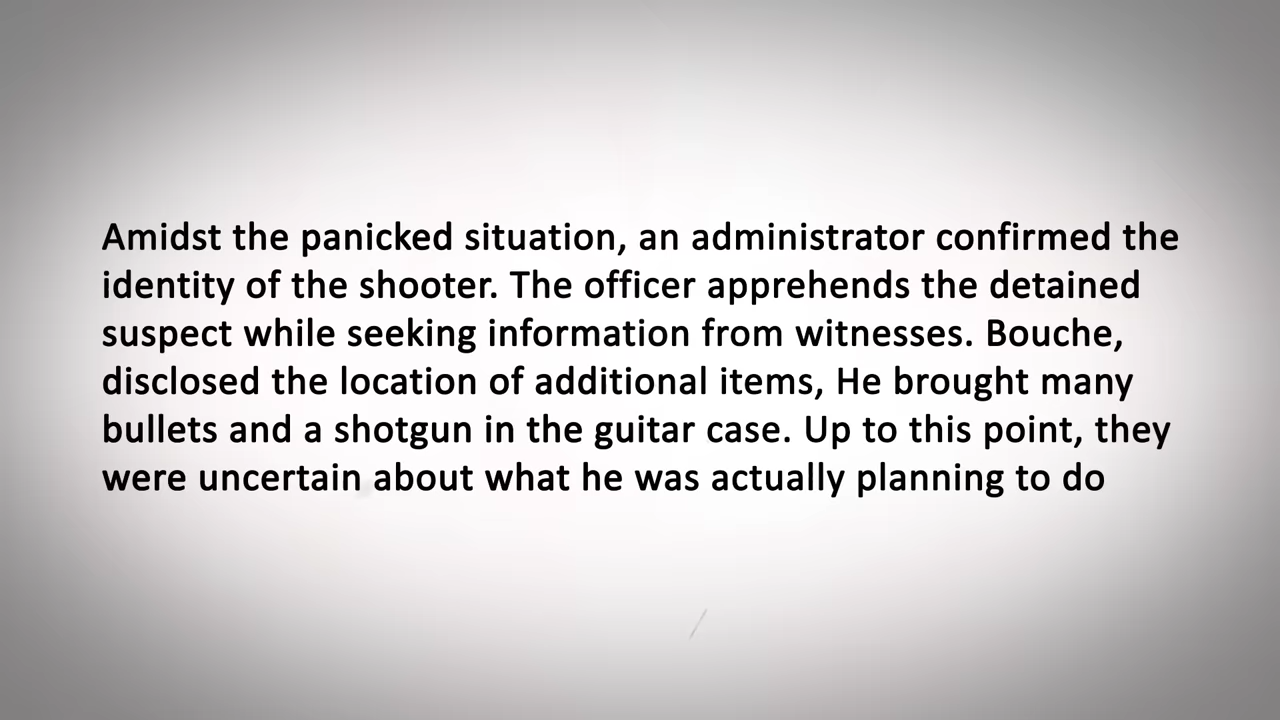 Amidst the panicked situation, an administrator confirmed the
identity of the shooter. The officer apprehends the detained
suspect while seeking information from witnesses. Bouche,
disclosed the location of additional items, He brought many
bullets and a shotgun in the guitar case. Up to this point, they
were uncertain about what he was actually planning to do